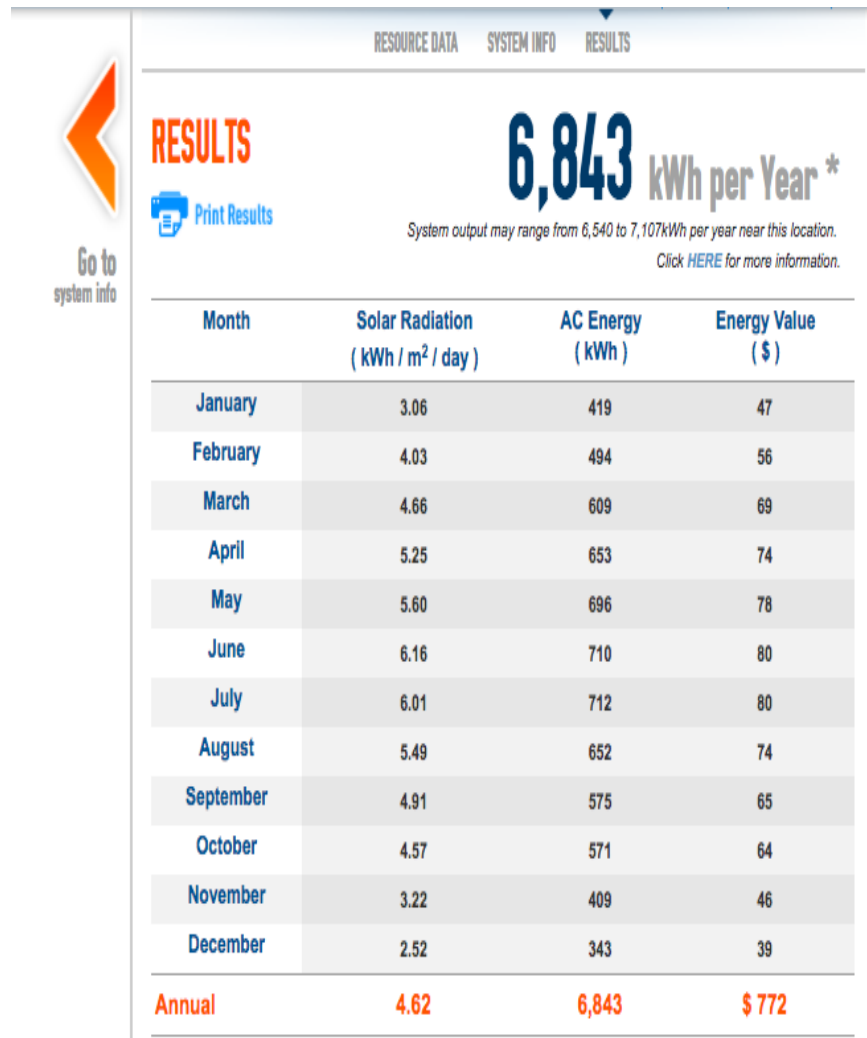 RESOURCE DATA SYSTEM INFO RESULTS
RESULTS
6,843 kWh per Year *
Print Results
System output may range from 6,540 to 7,107kWh per year near this location.
Click HERE for more information.
Go to
system info
Month Solar Radiation AC Energy Energy Value
( kWh / m² / day ) ( kWh ) ( $ )
January 3.06 419 47
February 4.03 494 56
March 4.66 609 69
April 5.25 653 74
May 5.60 696 78
June 6.16 710 80
July 6.01 712 80
August 5.49 652 74
September 4.91 575 65
October 4.57 571 64
November 3.22 409 46
December 2.52 343 39
Annual 4.62 6,843 $ 772